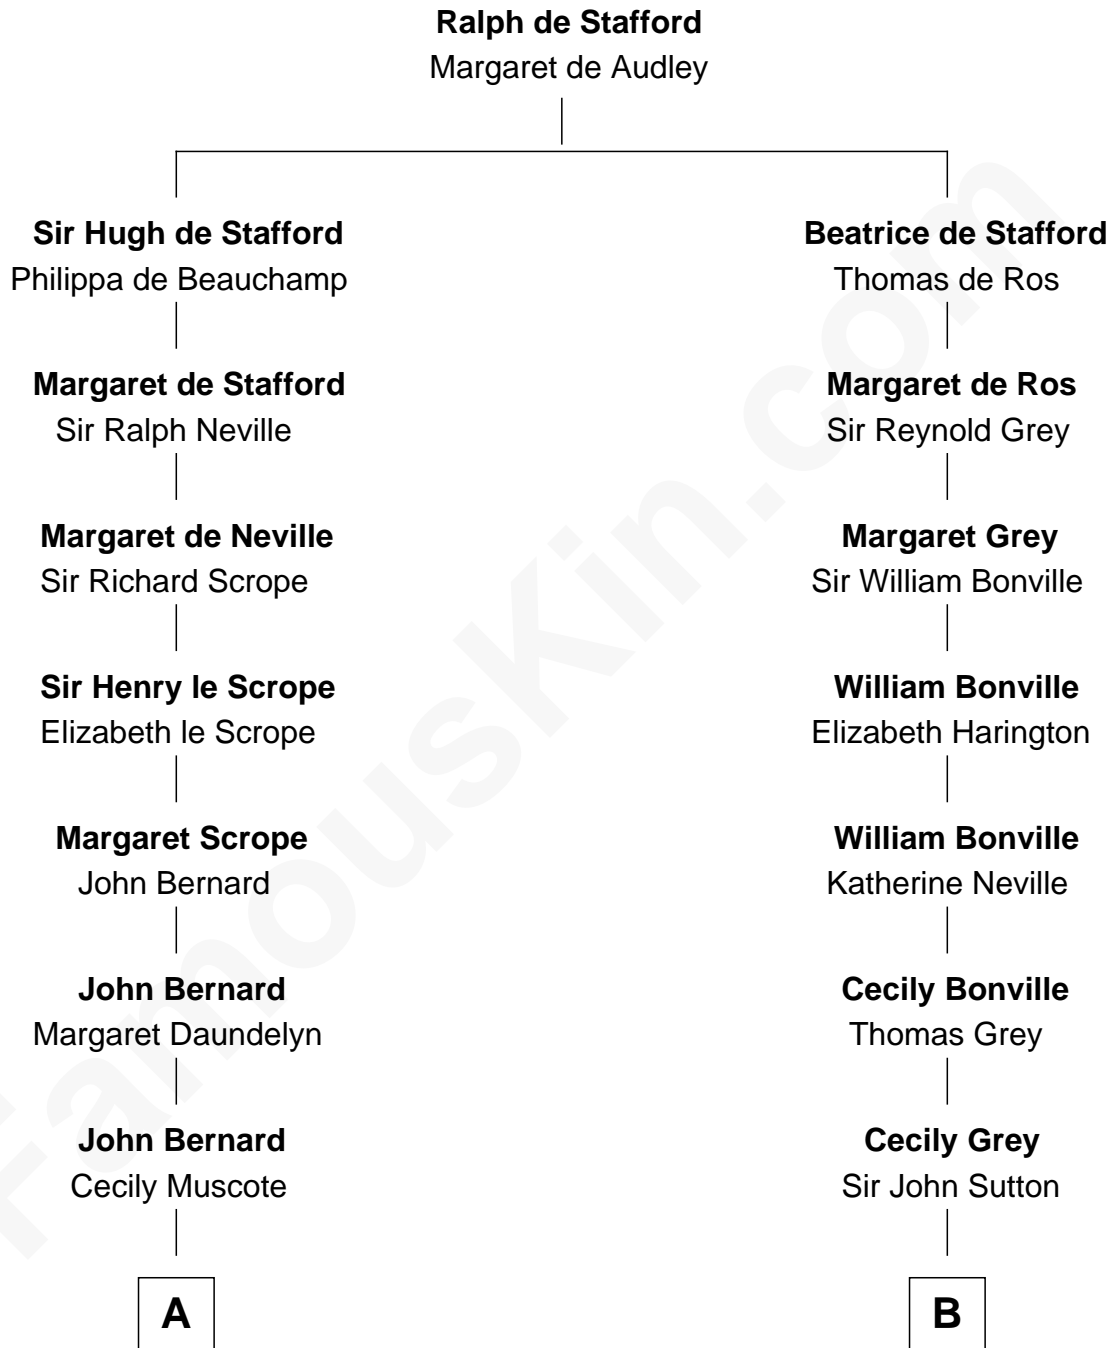 Ralph de Stafford
Margaret de Audley
Sir Hugh de Stafford
Philippa de Beauchamp
Margaret de Stafford
Sir Ralph Neville
Margaret de Neville
Sir Richard Scrope
Sir Henry le Scrope
Elizabeth le Scrope
Margaret Scrope
John Bernard
John Bernard
Margaret Daundelyn
John Bernard
Cecily Muscote
A
Beatrice de Stafford
Thomas de Ros
Margaret de Ros
Sir Reynold Grey
Margaret Grey
Sir William Bonville
William Bonville
Elizabeth Harington
William Bonville
Katherine Neville
Cecily Bonville
Thomas Grey
Cecily Grey
Sir John Sutton
B
FamousKin.com